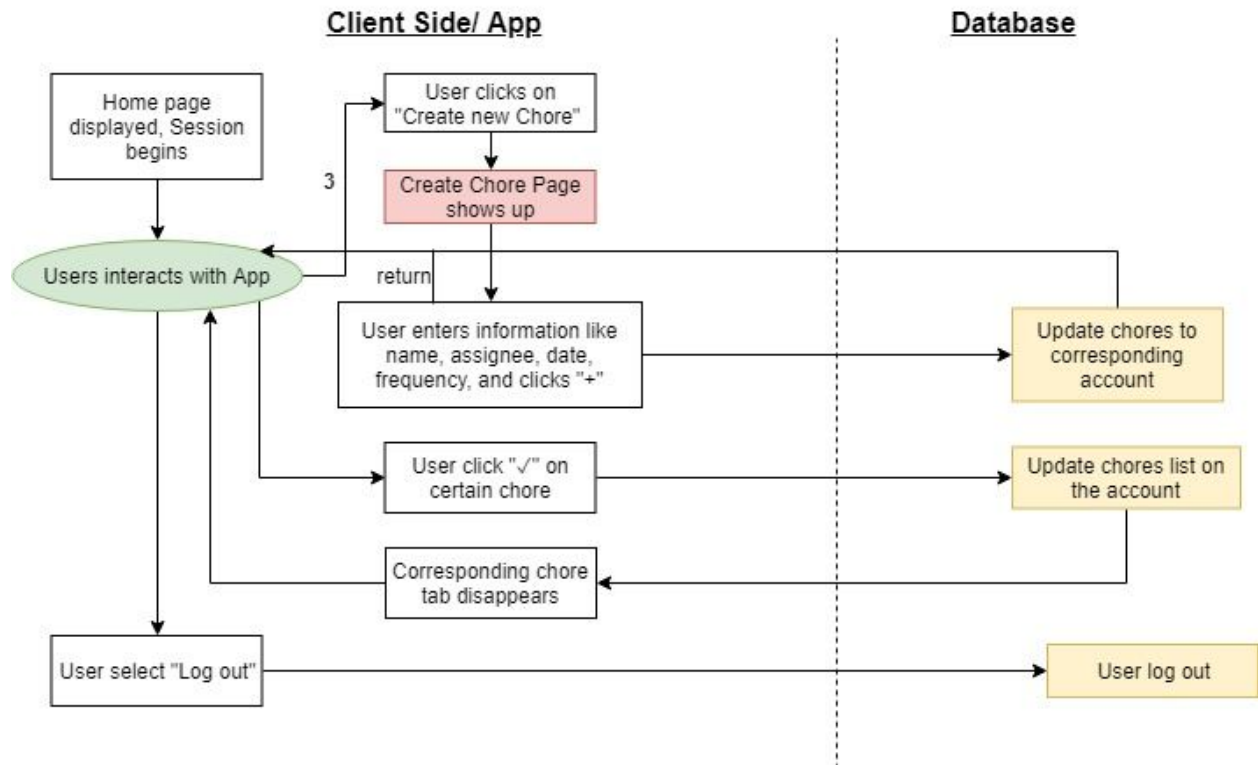 Client Side/ App
Database
Home page
displayed, Session
begins
User clicks on
"Create new Chore"
3
Create Chore Page
shows up
Users interacts with App
return
User enters information like
name, assignee, date,
frequency, and clicks "+"
Update chores to
corresponding
account
User click "✓" on
certain chore
Update chores list on
the account
Corresponding chore
tab disappears
User select "Log out"
User log out